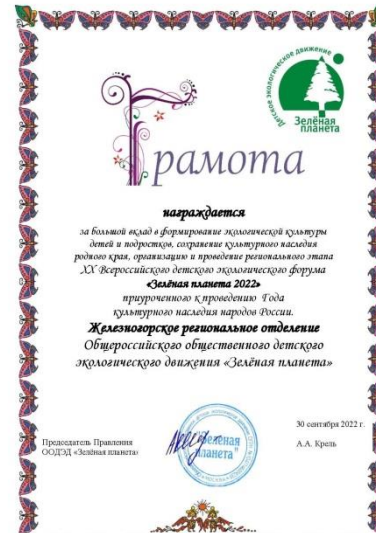 Детское экологическое движение
Зелёная
планета
Грамота
награждается
за большой вклад в формирование экологической культуры
детей и подростков, сохранение культурного наследия
родного края, организацию и проведение регионального этапа
XX Всероссийского детского экологического форума
«Зелёная планета 2022»
приуроченного к проведению Года
культурного наследия народов России.
Железногорское региональное отделение
Общероссийского общественного детского
экологического движения «Зелёная планета»
30 сентября 2022 г.
Председатель Правления
ООДЭД «Зелёная планета»
А.А. Крель
"Зелёная
планета"